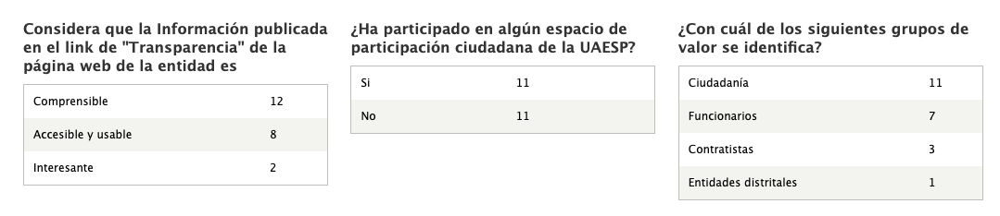 Considera que la Información publicada
en el link de "Transparencia" de la
página web de la entidad es
Comprensible 12
Accesible y usable 8
Interesante 2
¿Ha participado en algún espacio de
participación ciudadana de la UAESP?
Si 11
No 11
¿Con cuál de los siguientes grupos de
valor se identifica?
Ciudadanía 11
Funcionarios 7
Contratistas 3
Entidades distritales 1